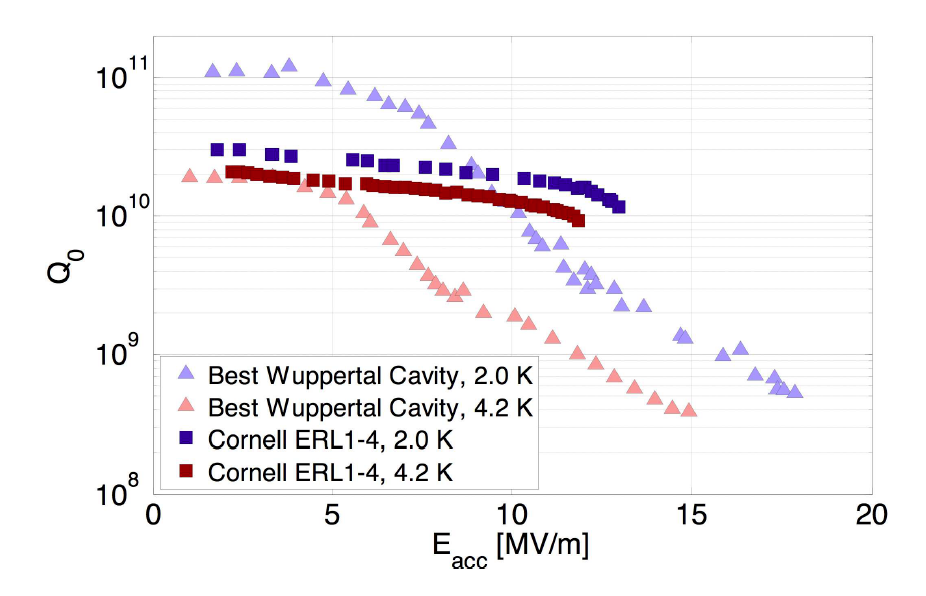 10^11
10^10
10^9
10^8
Q_0
Best Wuppertal Cavity, 2.0 K
Best Wuppertal Cavity, 4.2 K
Cornell ERL1-4, 2.0 K
Cornell ERL1-4, 4.2 K
0 5 10 15 20
E_acc [MV/m]